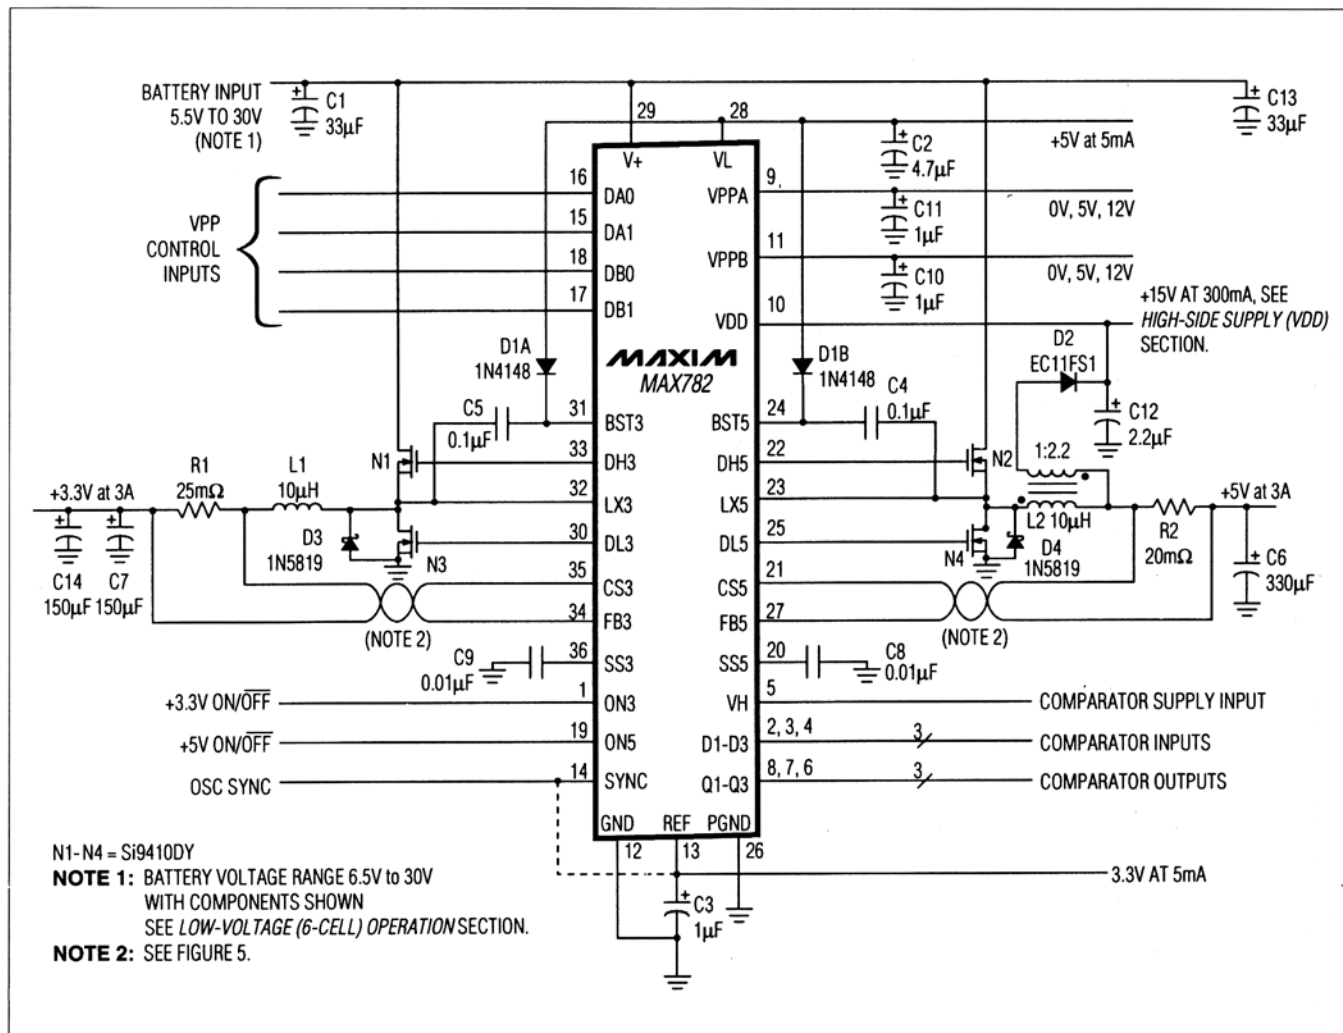 BATTERY INPUT
5.5V TO 30V
(NOTE 1)
C1
33µF
29
28
C2
4.7µF
+5V at 5mA
C13
33µF
V+
VL
VPP
CONTROL
INPUTS
16
DA0
15
DA1
18
DB0
17
DB1
9
VPPA
C11
1µF
0V, 5V, 12V
11
VPPB
C10
1µF
0V, 5V, 12V
10
VDD
+15V AT 300mA, SEE
HIGH-SIDE SUPPLY (VDD)
SECTION.
MAXIM
MAX782
D1A
1N4148
D1B
1N4148
D2
EC11FS1
C5
0.1µF
C4
0.1µF
C12
2.2µF
31
BST3
24
BST5
N1
33
DH3
22
DH5
N2
1:2.2
+3.3V at 3A
R1
25mΩ
L1
10µH
32
LX3
23
LX5
L2 10µH
R2
20mΩ
+5V at 3A
C14
150µF
C7
150µF
D3
1N5819
N3
30
DL3
25
DL5
N4
D4
1N5819
C6
330µF
35
CS3
21
CS5
34
FB3
27
FB5
(NOTE 2)
(NOTE 2)
C9
0.01µF
36
SS3
20
SS5
C8
0.01µF
+3.3V ON/OFF
1
ON3
5
VH
COMPARATOR SUPPLY INPUT
+5V ON/OFF
19
ON5
2, 3, 4
D1-D3
3
COMPARATOR INPUTS
OSC SYNC
14
SYNC
8, 7, 6
Q1-Q3
3
COMPARATOR OUTPUTS
GND
REF
PGND
12
13
26
3.3V AT 5mA
C3
1µF
N1-N4 = Si9410DY
NOTE 1: BATTERY VOLTAGE RANGE 6.5V to 30V
WITH COMPONENTS SHOWN
SEE LOW-VOLTAGE (6-CELL) OPERATION SECTION.
NOTE 2: SEE FIGURE 5.